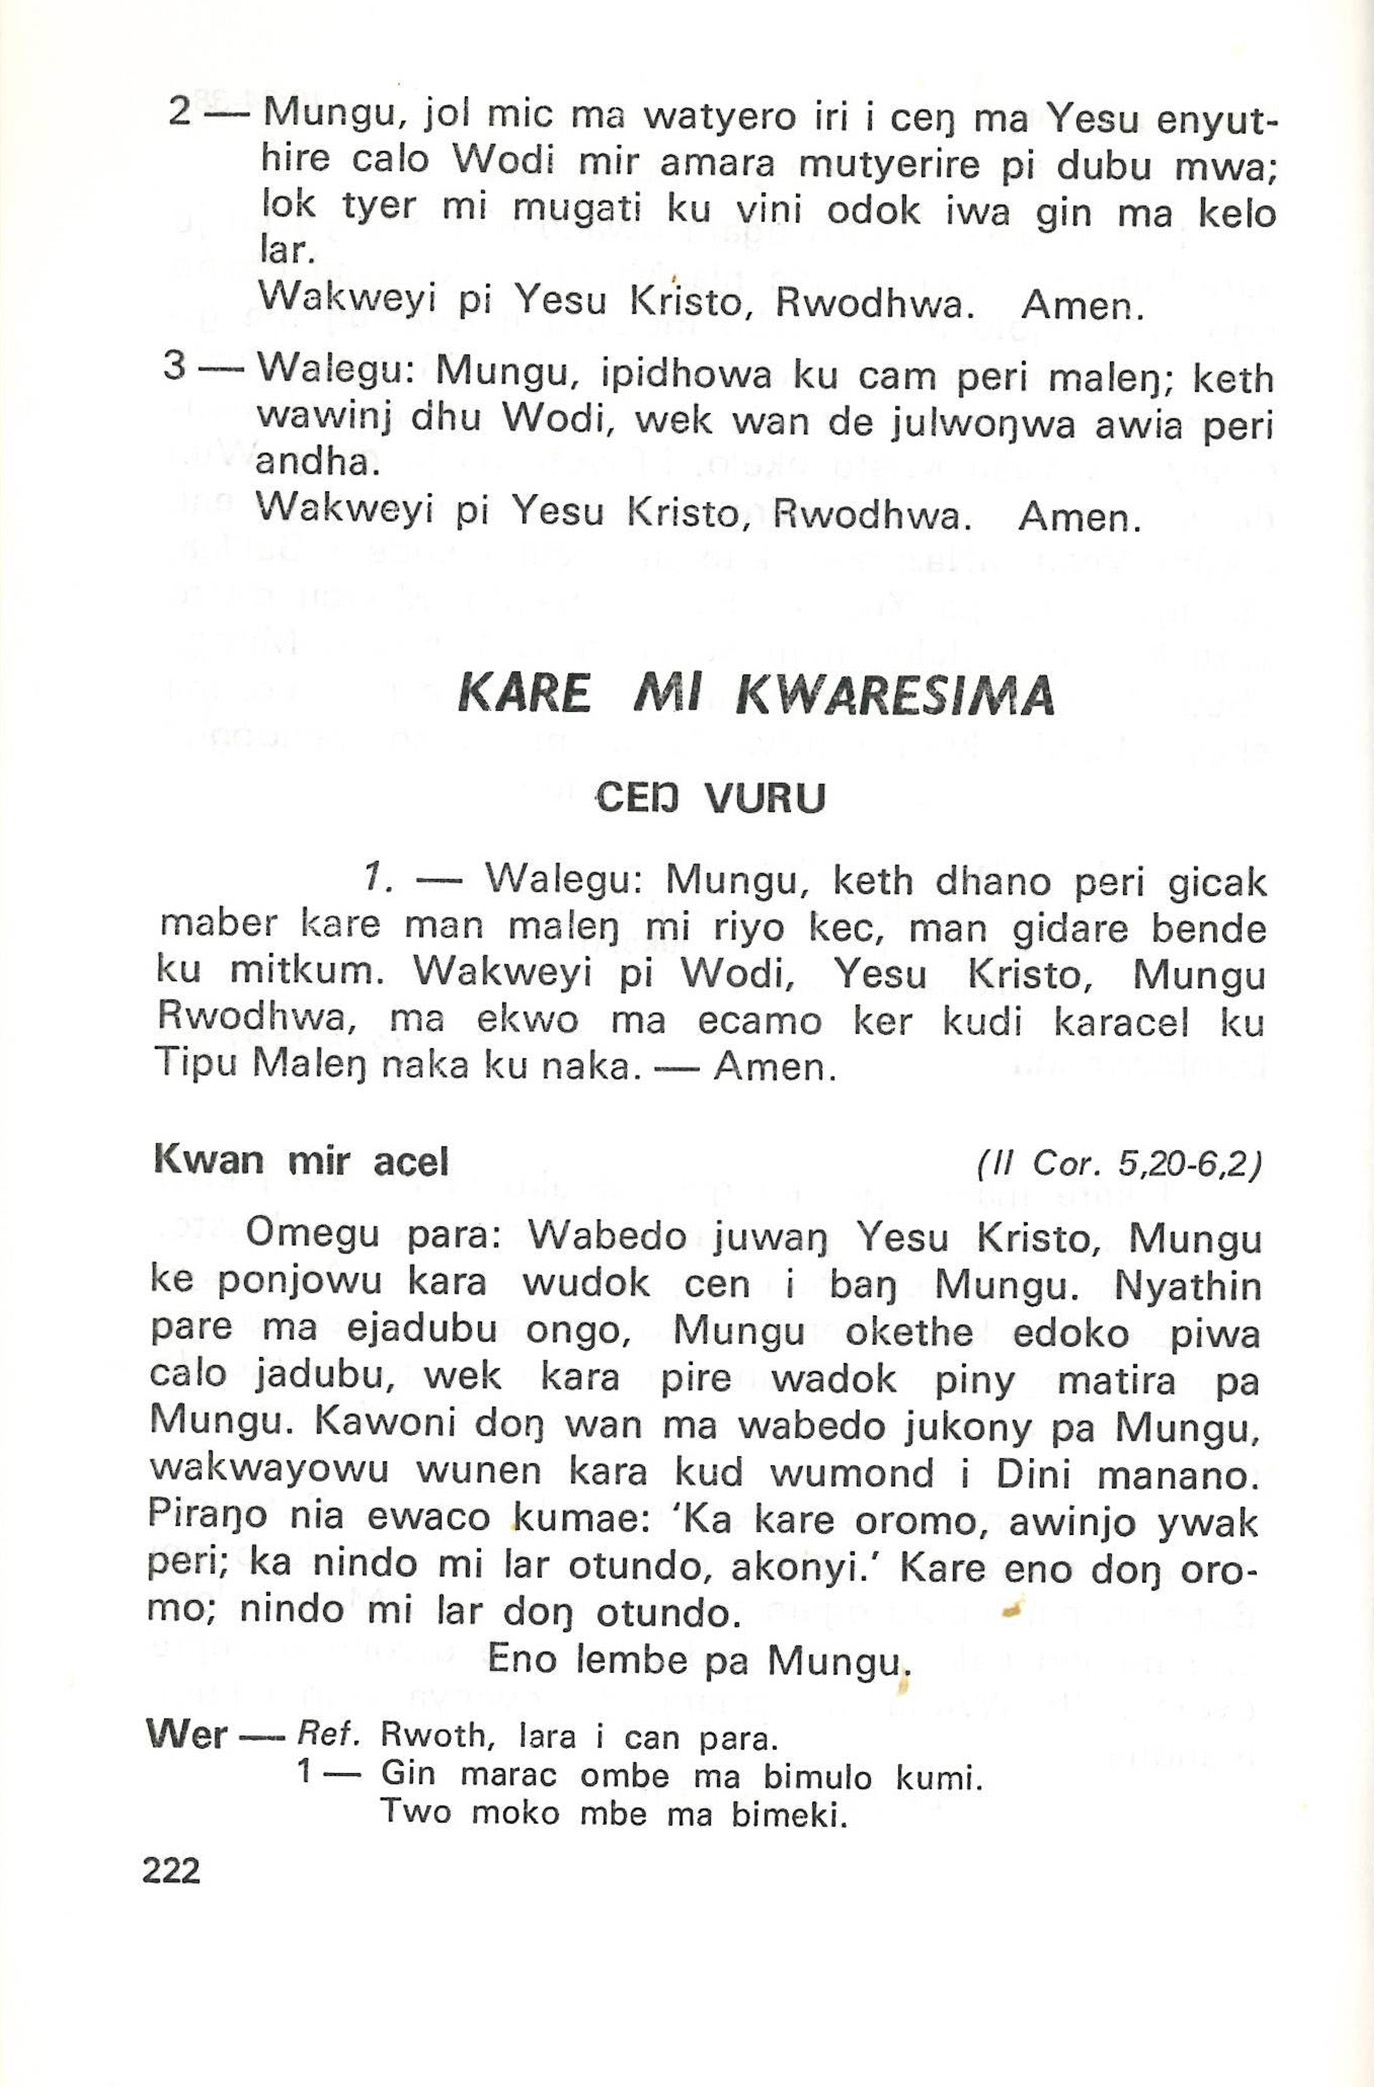 2 — Mungu, jol mic ma watyero iri i ceŋ ma Yesu enyut-
hire calo Wodi mir amara mutyerire pi dubu mwa;
lok tyer mi mugati ku vini odok iwa gin ma kelo
lar.
Wakweyi pi Yesu Kristo, Rwodhwa. Amen.
3 — Walegu: Mungu, ipidhowa ku cam peri maleŋ; keth
wawinj dhu Wodi, wek wan de julwoŋwa awia peri
andha.
Wakweyi pi Yesu Kristo, Rwodhwa. Amen.
KARE MI KWARESIMA
CEŊ VURU
1. — Walegu: Mungu, keth dhano peri gicak
maber kare man maleŋ mi riyo kec, man gidare bende
ku mitkum. Wakweyi pi Wodi, Yesu Kristo, Mungu
Rwodhwa, ma ekwo ma ecamo ker kudi karacel ku
Tipu Maleŋ naka ku naka. — Amen.
Kwan mir acel (II Cor. 5,20-6,2)
Omegu para: Wabedo juwaŋ Yesu Kristo, Mungu
ke ponjowu kara wudok cen i baŋ Mungu. Nyathin
pare ma ejadubu ongo, Mungu okethe edoko piwa
calo jadubu, wek kara pire wadok piny matira pa
Mungu. Kawoni doŋ wan ma wabedo jukony pa Mungu,
wakwayowu wunen kara kud wumond i Dini manano.
Piraŋo nia ewaco kumae: 'Ka kare oromo, awinjo ywak
peri; ka nindo mi lar otundo, akonyi.' Kare eno doŋ oro-
mo; nindo mi lar doŋ otundo.
Eno lembe pa Mungu.
Wer — Ref. Rwoth, lara i can para.
1 — Gin marac ombe ma bimulo kumi.
Two moko mbe ma bimeki.
222